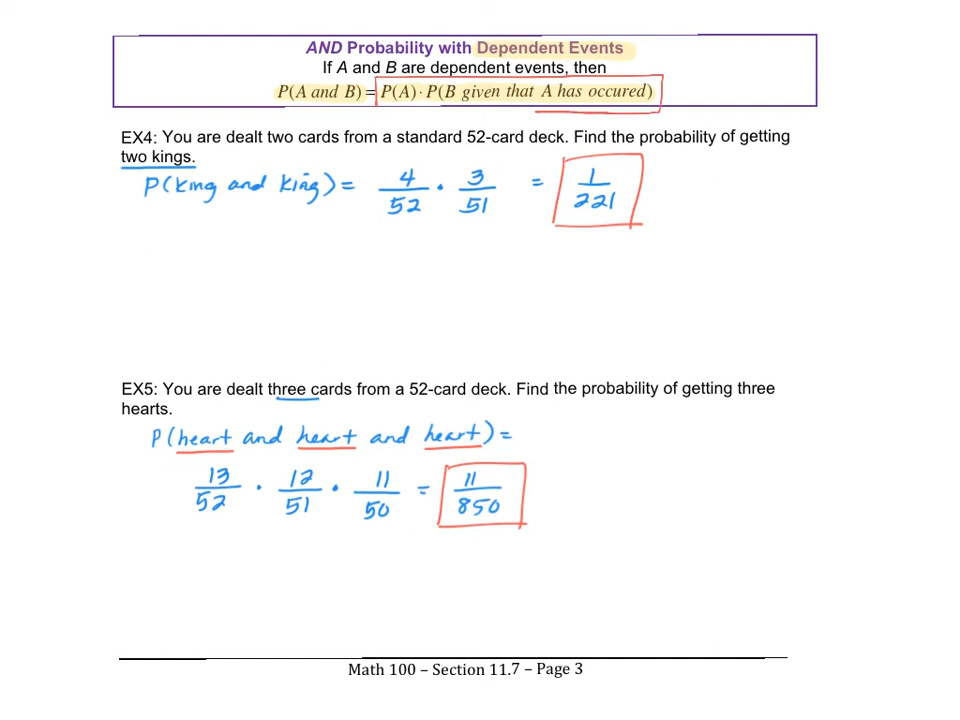 AND Probability with Dependent Events
If A and B are dependent events, then
P(A and B) = P(A) · P(B given that A has occured)
EX4: You are dealt two cards from a standard 52-card deck. Find the probability of getting
two kings.
P(king and king) = 4/52 · 3/51 = 1/221
EX5: You are dealt three cards from a 52-card deck. Find the probability of getting three
hearts.
P(heart and heart and heart) =
13/52 · 12/51 · 11/50 = 11/850
Math 100 – Section 11.7 – Page 3